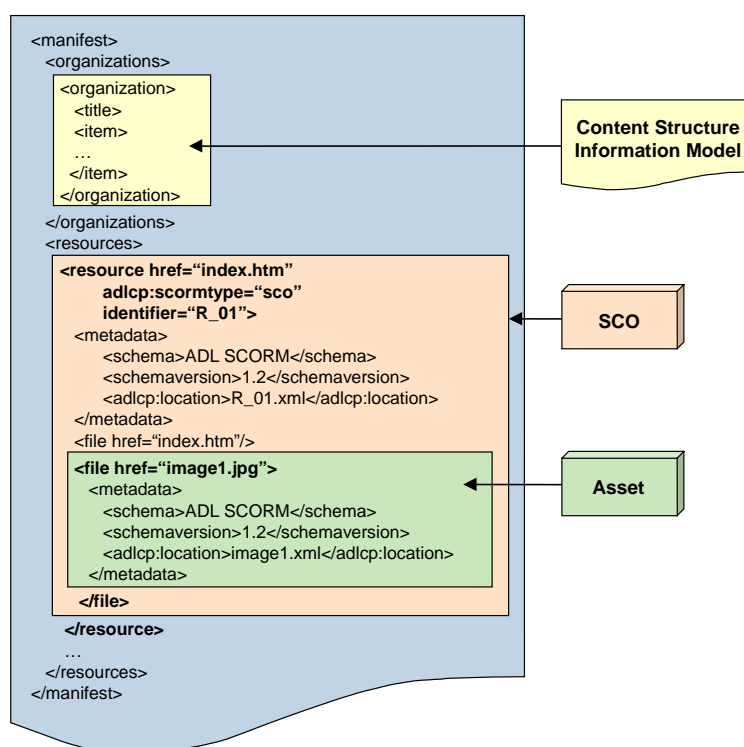 <manifest>
<organizations>
<organization>
<title>
<item>
…
</item>
</organization>
</organizations>
<resources>
<resource href=“index.htm”
adlcp:scormtype=“sco”
identifier=“R_01”>
<metadata>
<schema>ADL SCORM</schema>
<schemaversion>1.2</schemaversion>
<adlcp:location>R_01.xml</adlcp:location>
</metadata>
<file href=“index.htm”/>
<file href=“image1.jpg”>
<metadata>
<schema>ADL SCORM</schema>
<schemaversion>1.2</schemaversion>
<adlcp:location>image1.xml</adlcp:location>
</metadata>
</file>
</resource>
…
</resources>
</manifest>
Content Structure
Information Model
SCO
Asset